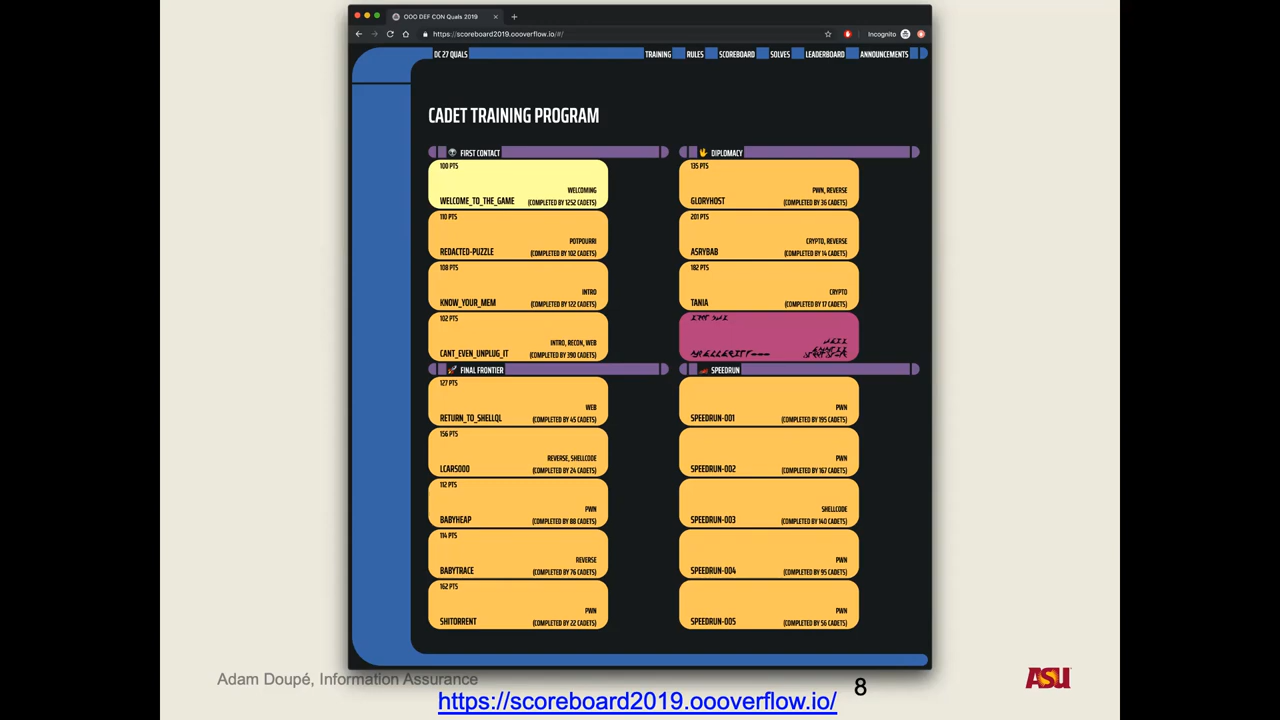 OOO DEF CON Quals 2019
https://scoreboard2019.oooverflow.io/#/
Incognito
DC 27 QUALS
TRAINING
RULES
SCOREBOARD
SOLVES
LEADERBOARD
ANNOUNCEMENTS
CADET TRAINING PROGRAM
FIRST CONTACT
100 PTS
WELCOMING
WELCOME_TO_THE_GAME (COMPLETED BY 1252 CADETS)
110 PTS
POTPOURRI
REDACTED-PUZZLE (COMPLETED BY 102 CADETS)
108 PTS
INTRO
KNOW_YOUR_MEM (COMPLETED BY 122 CADETS)
102 PTS
INTRO, RECON, WEB
CANT_EVEN_UNPLUG_IT (COMPLETED BY 390 CADETS)
DIPLOMACY
135 PTS
PWN, REVERSE
GLORYHOST (COMPLETED BY 36 CADETS)
201 PTS
CRYPTO, REVERSE
ASRYBAB (COMPLETED BY 14 CADETS)
182 PTS
CRYPTO
TANIA (COMPLETED BY 17 CADETS)
FINAL FRONTIER
127 PTS
WEB
RETURN_TO_SHELLQL (COMPLETED BY 45 CADETS)
156 PTS
REVERSE, SHELLCODE
LCARS000 (COMPLETED BY 24 CADETS)
112 PTS
PWN
BABYHEAP (COMPLETED BY 88 CADETS)
114 PTS
REVERSE
BABYTRACE (COMPLETED BY 76 CADETS)
162 PTS
PWN
SHITORRENT (COMPLETED BY 22 CADETS)
SPEEDRUN
PWN
SPEEDRUN-001 (COMPLETED BY 195 CADETS)
PWN
SPEEDRUN-002 (COMPLETED BY 167 CADETS)
SHELLCODE
SPEEDRUN-003 (COMPLETED BY 140 CADETS)
PWN
SPEEDRUN-004 (COMPLETED BY 95 CADETS)
PWN
SPEEDRUN-005 (COMPLETED BY 56 CADETS)
Adam Doupé, Information Assurance
8
ASU
https://scoreboard2019.oooverflow.io/